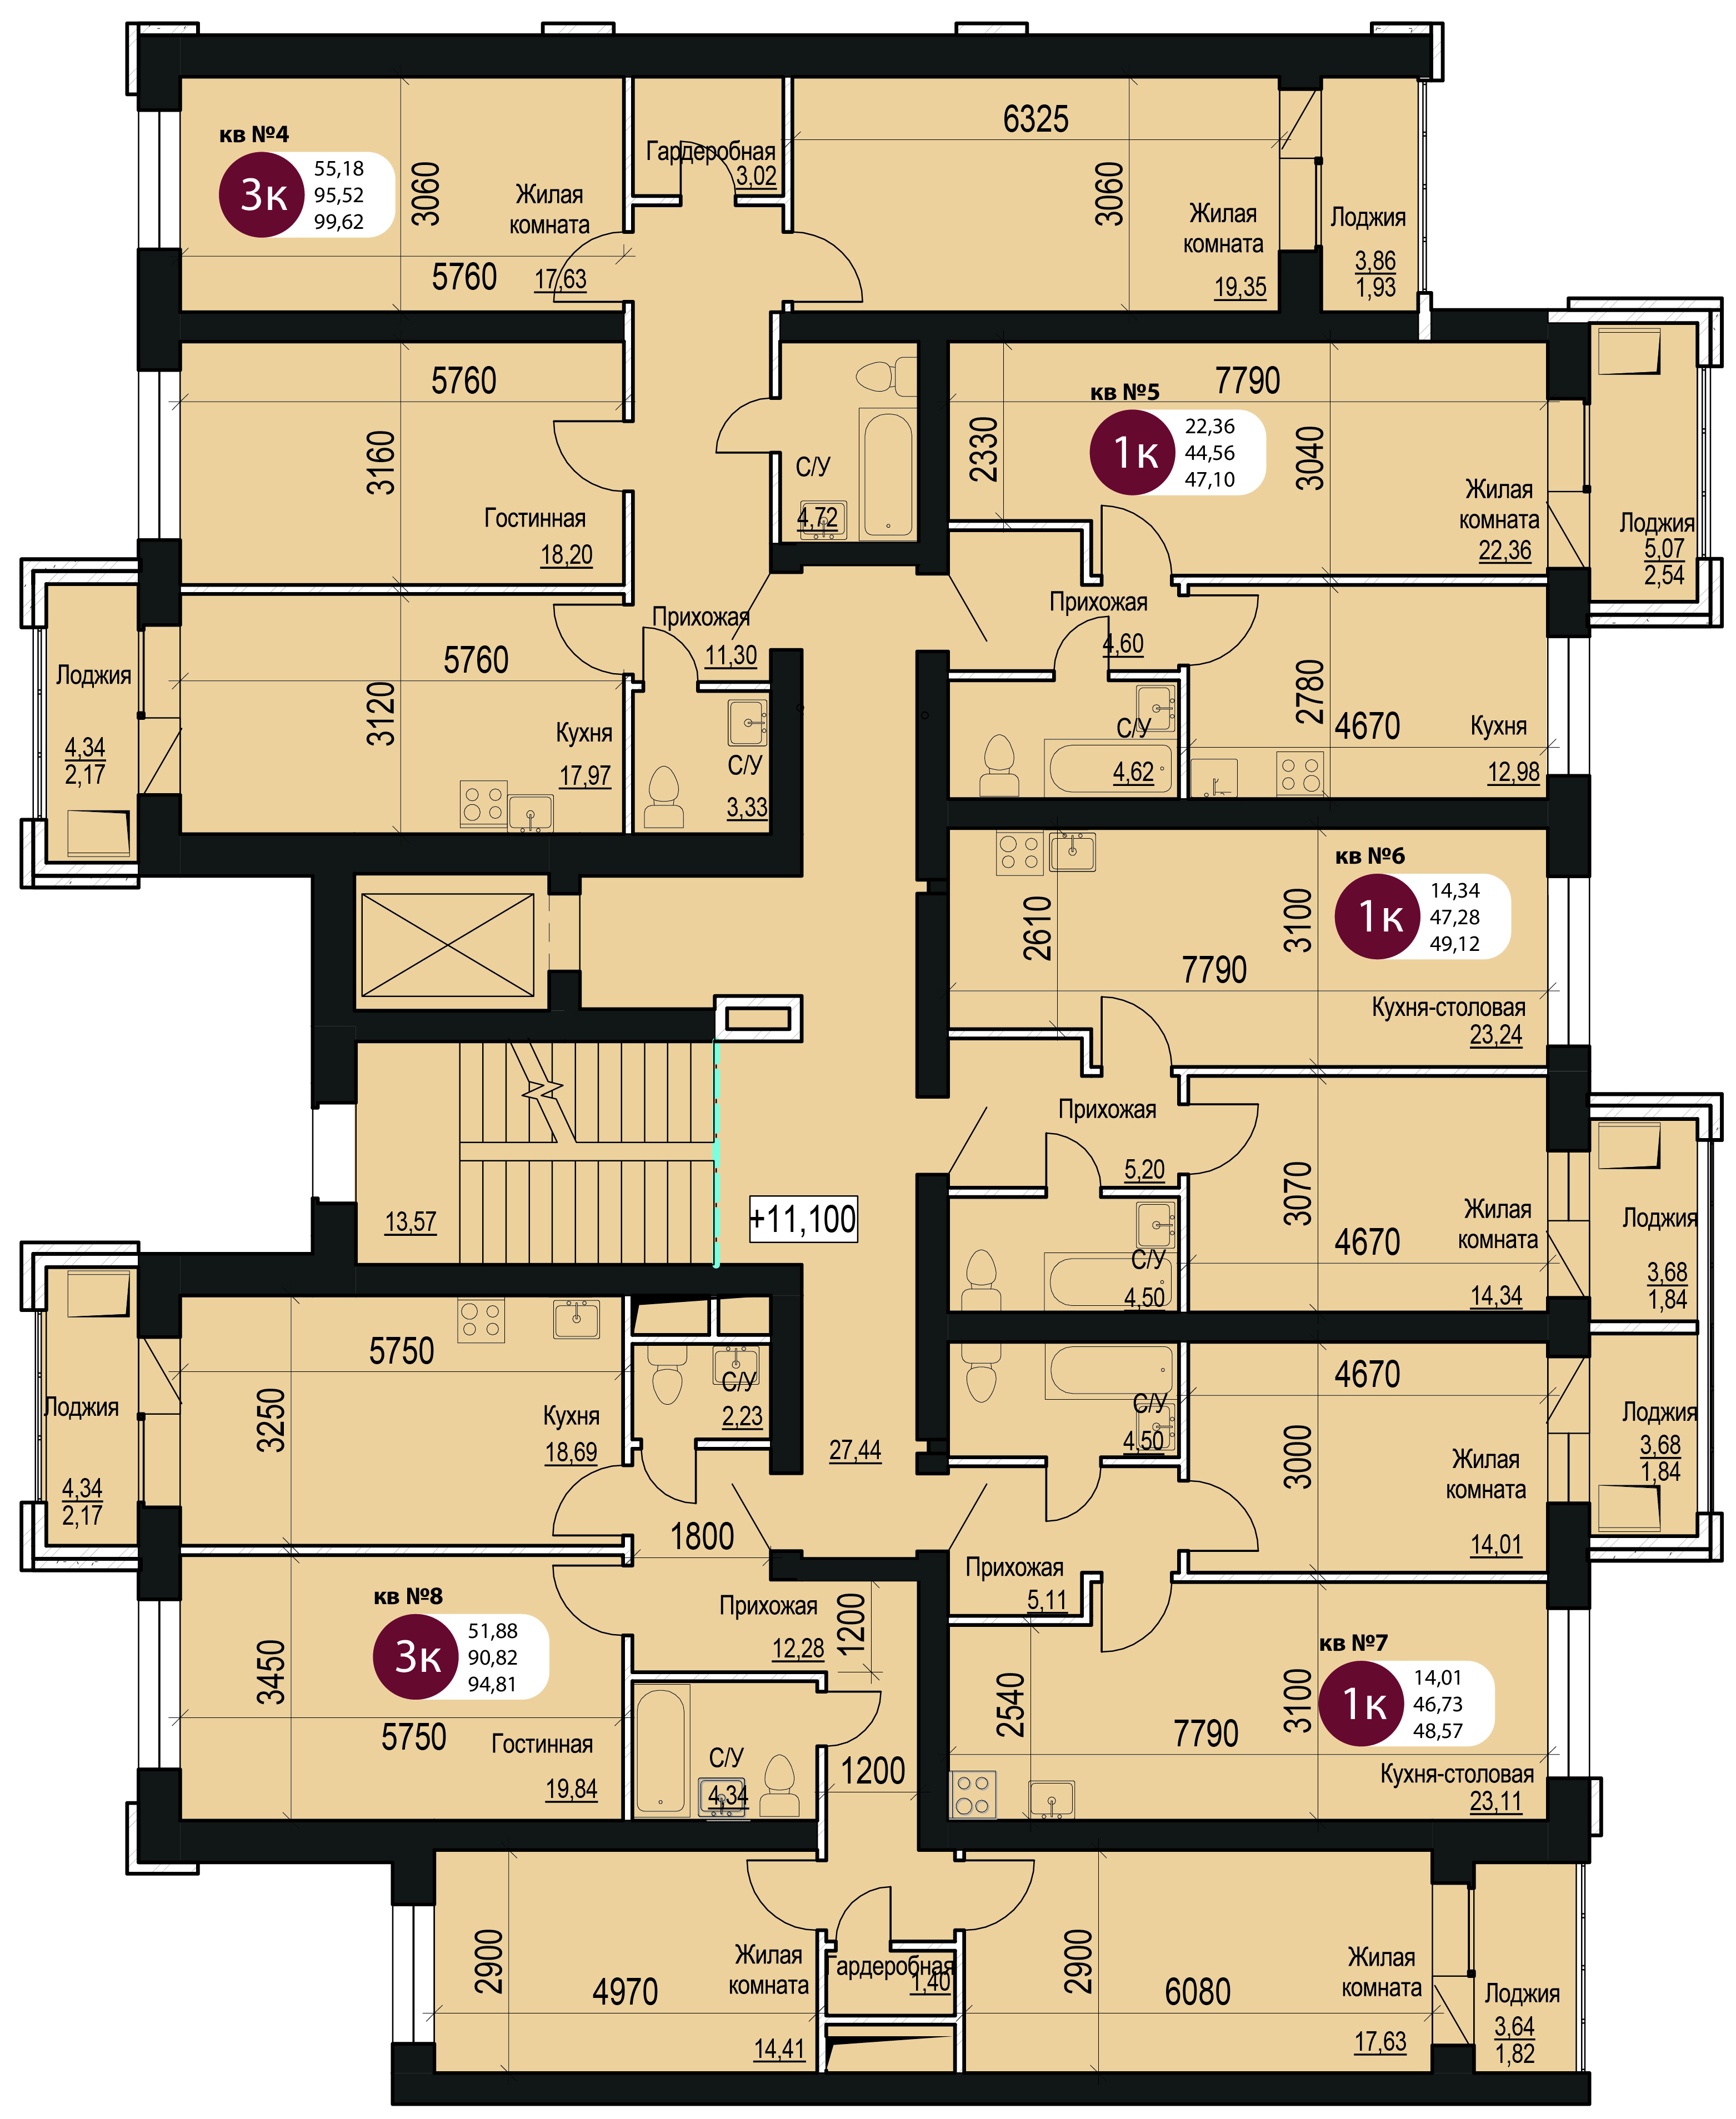 кв №4
3к
55,18
95,52
99,62
3060
Жилая
комната
5760
17,63
Гардеробная
3,02
6325
3060
Жилая
комната
19,35
Лоджия
3,86
1,93
5760
3160
Гостинная
18,20
С/У
4,72
кв №5
1к
22,36
44,56
47,10
7790
2330
3040
Жилая
комната
22,36
Лоджия
5,07
2,54
Лоджия
4,34
2,17
5760
3120
Кухня
17,97
Прихожая
11,30
С/У
3,33
Прихожая
4,60
С/У
4,62
2780
4670
Кухня
12,98
кв №6
1к
14,34
47,28
49,12
2610
3100
7790
Кухня-столовая
23,24
Прихожая
5,20
3070
4670
Жилая
комната
14,34
С/У
4,50
Лоджия
3,68
1,84
13,57
+11,100
27,44
Лоджия
4,34
2,17
5750
3250
Кухня
18,69
С/У
2,23
1800
С/У
4,50
4670
3000
Жилая
комната
14,01
Лоджия
3,68
1,84
кв №8
3к
51,88
90,82
94,81
3450
5750
Гостинная
19,84
Прихожая
12,28
1200
С/У
4,34
1200
Прихожая
5,11
2540
3100
7790
кв №7
1к
14,01
46,73
48,57
Кухня-столовая
23,11
2900
4970
Жилая
комната
14,41
Гардеробная
1,40
2900
6080
Жилая
комната
17,63
Лоджия
3,64
1,82